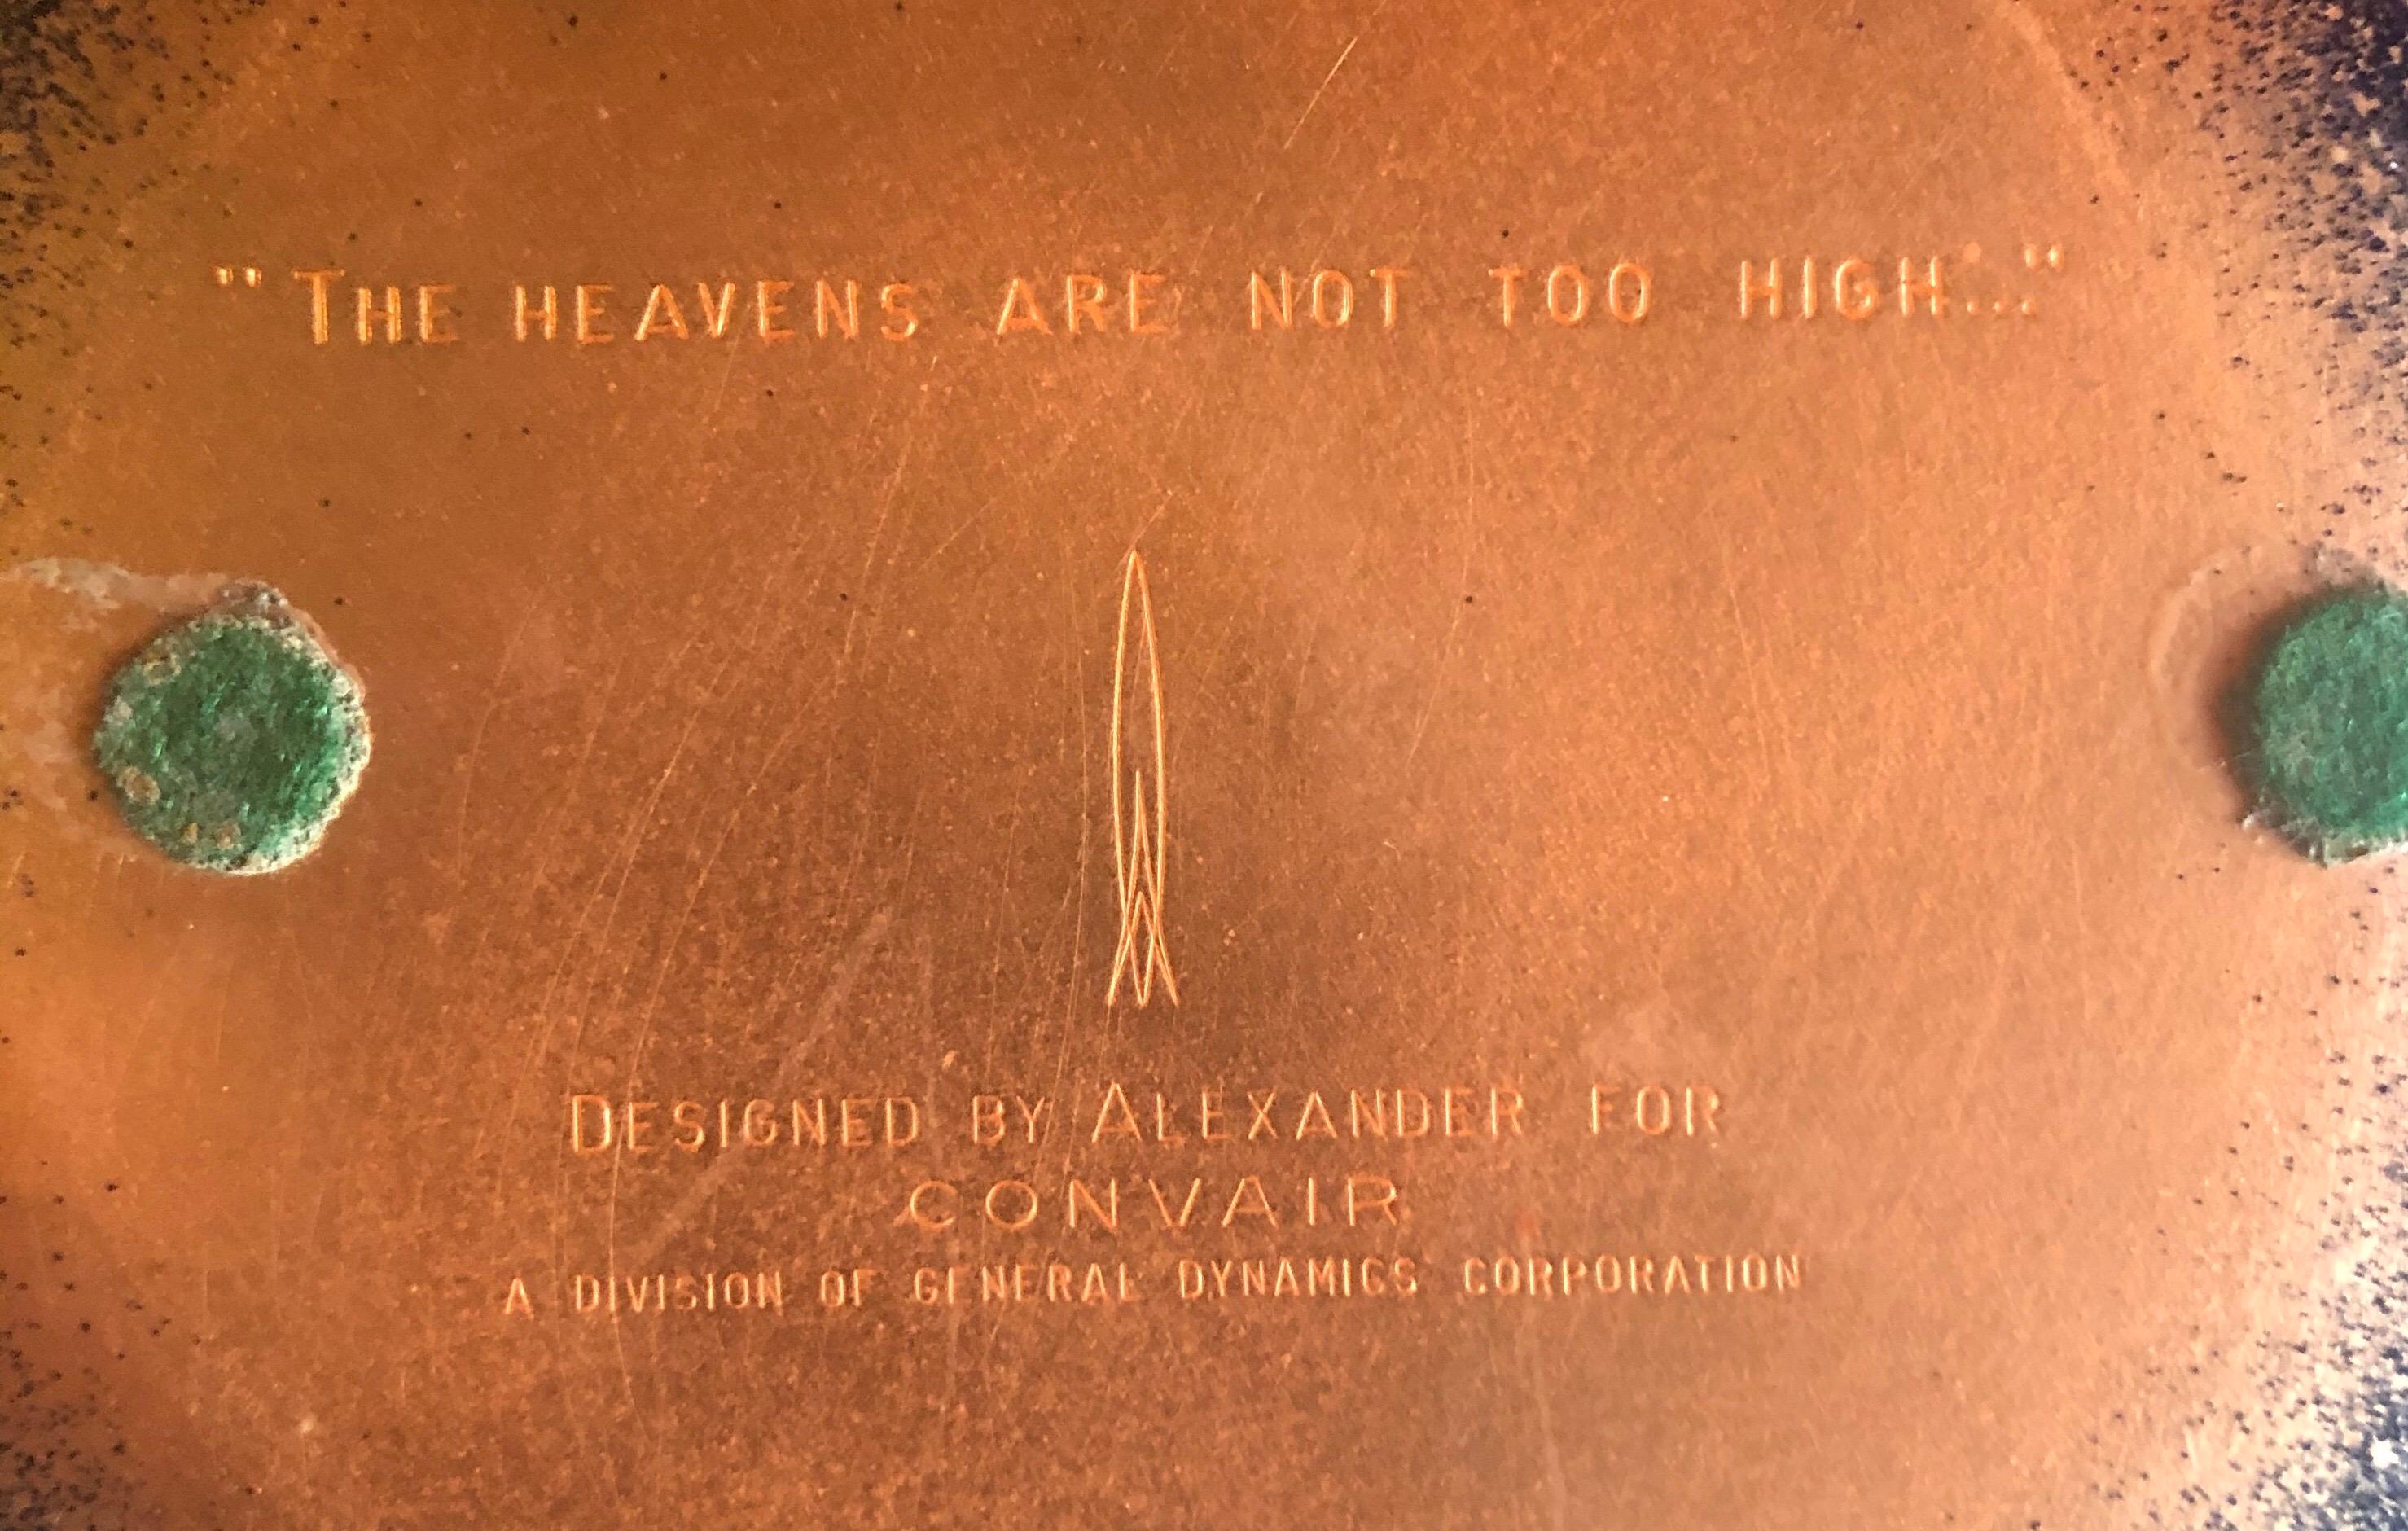 "THE HEAVENS ARE NOT TOO HIGH..."
DESIGNED BY ALEXANDER FOR
CONVAIR
A DIVISION OF GENERAL DYNAMICS CORPORATION